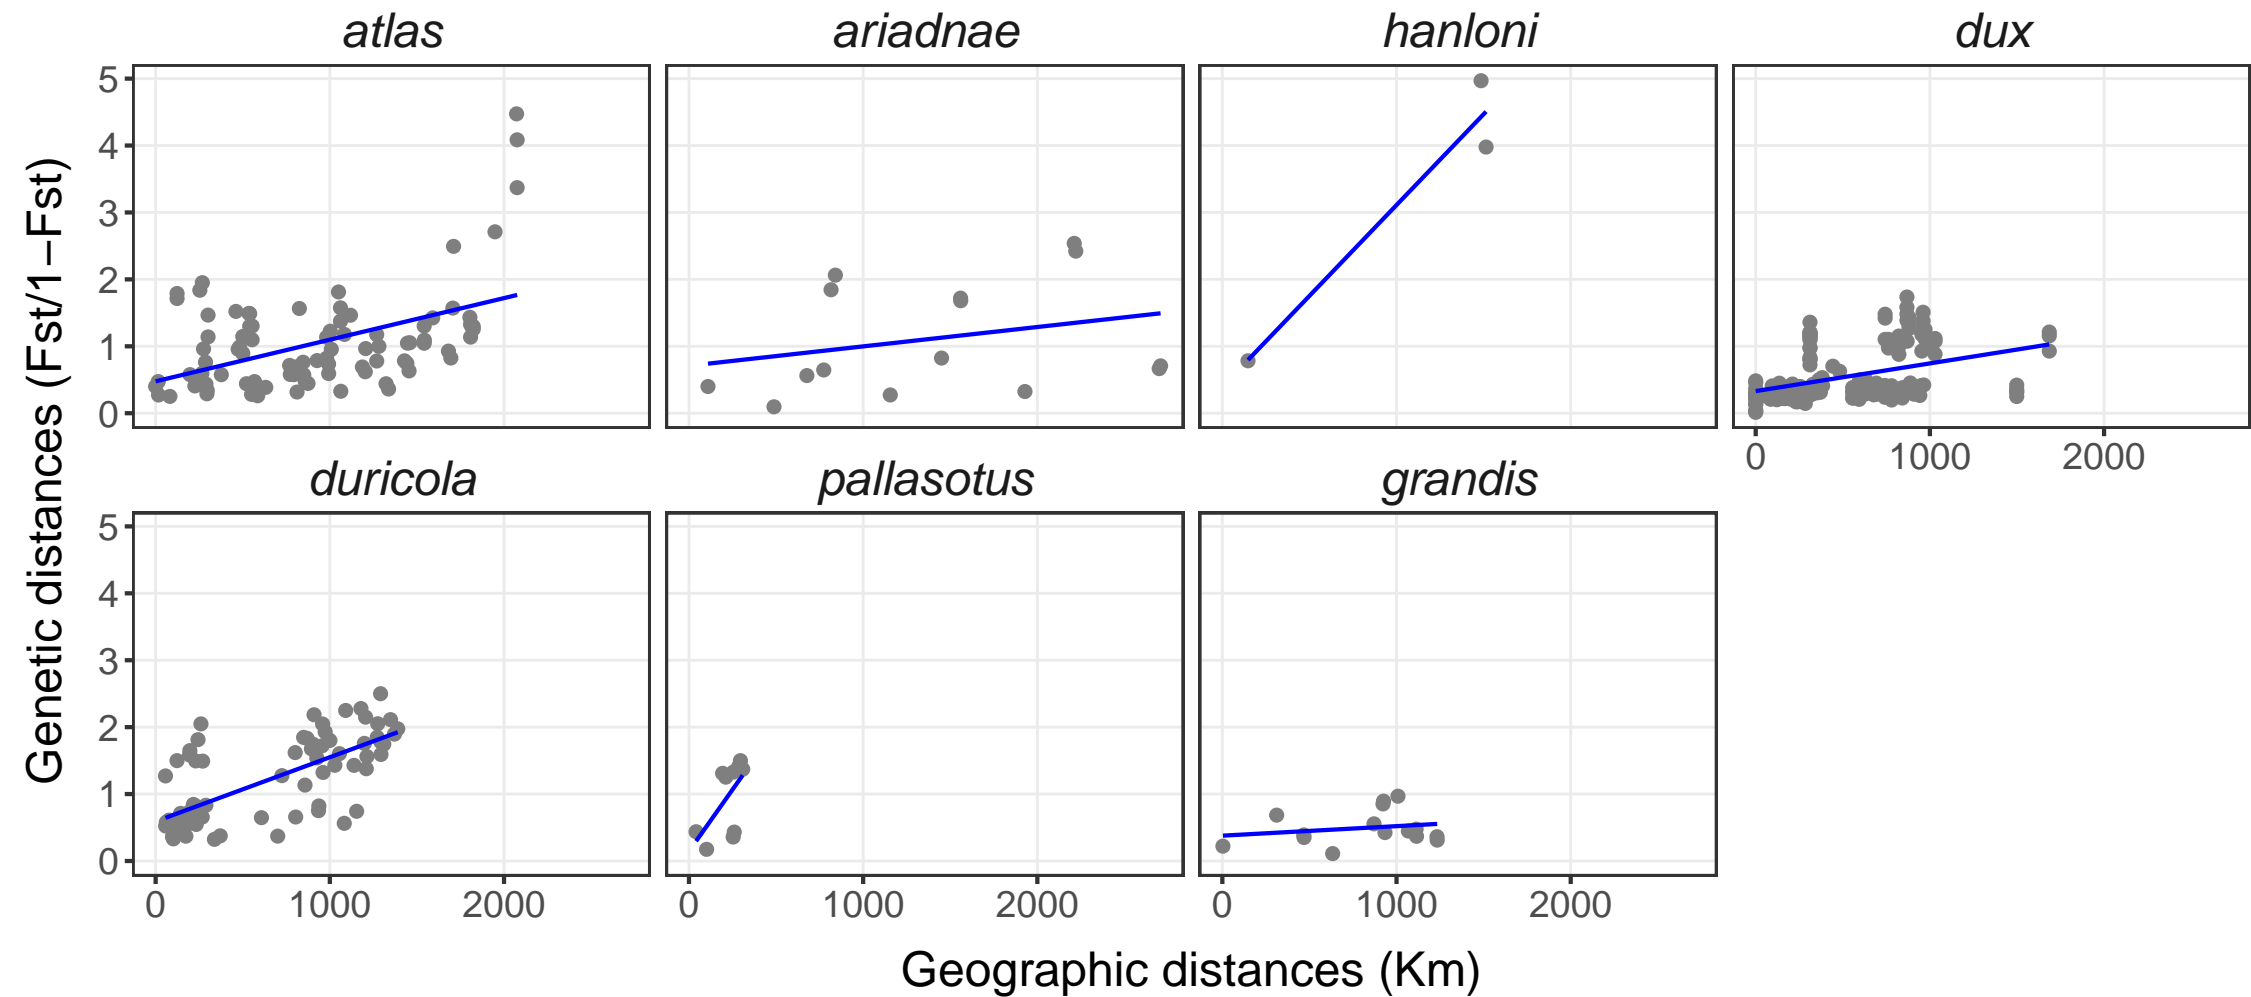 atlas ariadnae hanloni dux
5
4
3
2
1
0
0 1000 2000
duricola pallasotus grandis
5
4
3
2
1
0
0 1000 2000 0 1000 2000 0 1000 2000
Genetic distances (Fst/1−Fst)
Geographic distances (Km)